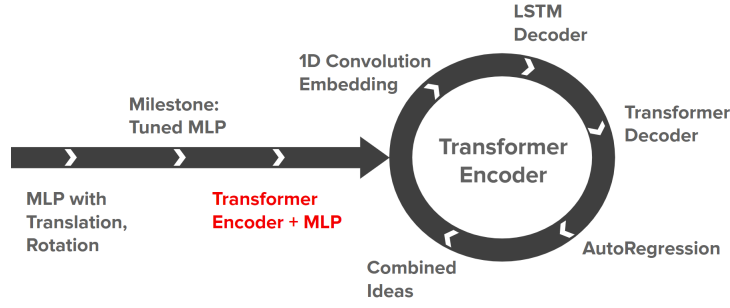 LSTM
Decoder
1D Convolution
Embedding
Milestone:
Tuned MLP
Transformer
Decoder
Transformer
Encoder
MLP with
Translation,
Rotation
Transformer
Encoder + MLP
AutoRegression
Combined
Ideas